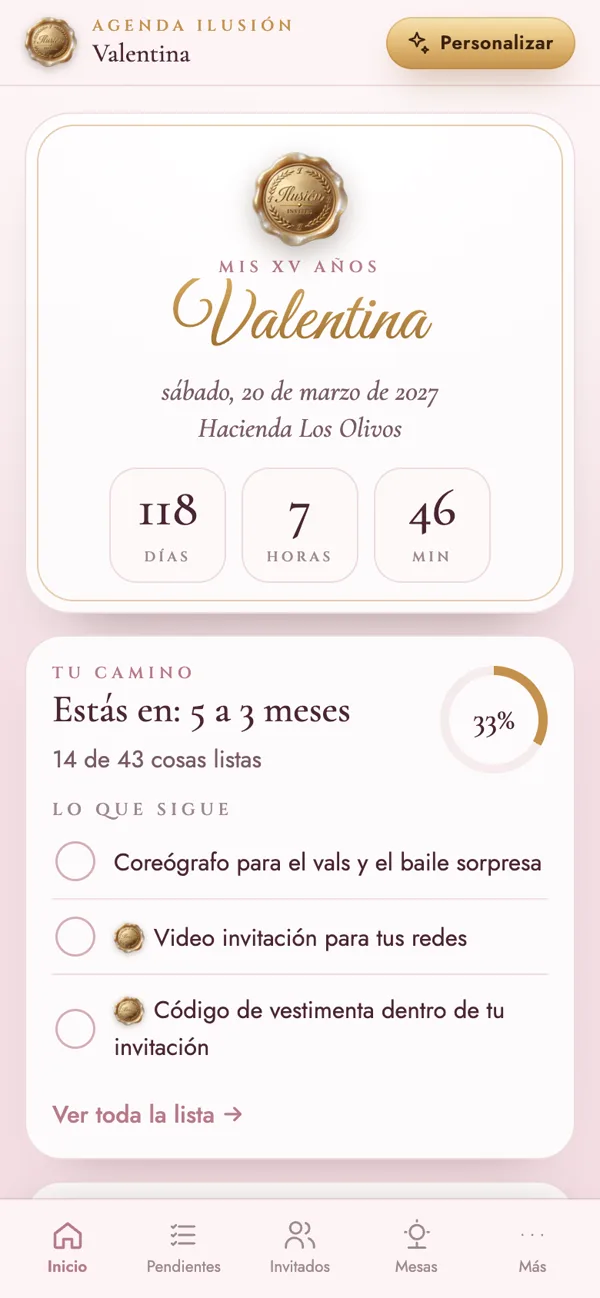 AGENDA ILUSIÓN
Valentina
Personalizar
Ilusión
MIS XV AÑOS
Valentina
sábado, 20 de marzo de 2027
Hacienda Los Olivos
118
7
46
DÍAS
HORAS
MIN
TU CAMINO
Estás en: 5 a 3 meses
14 de 43 cosas listas
33%
LO QUE SIGUE
Coreógrafo para el vals y el baile sorpresa
Video invitación para tus redes
Código de vestimenta dentro de tu
invitación
Ver toda la lista →
Inicio
Pendientes
Invitados
Mesas
Más